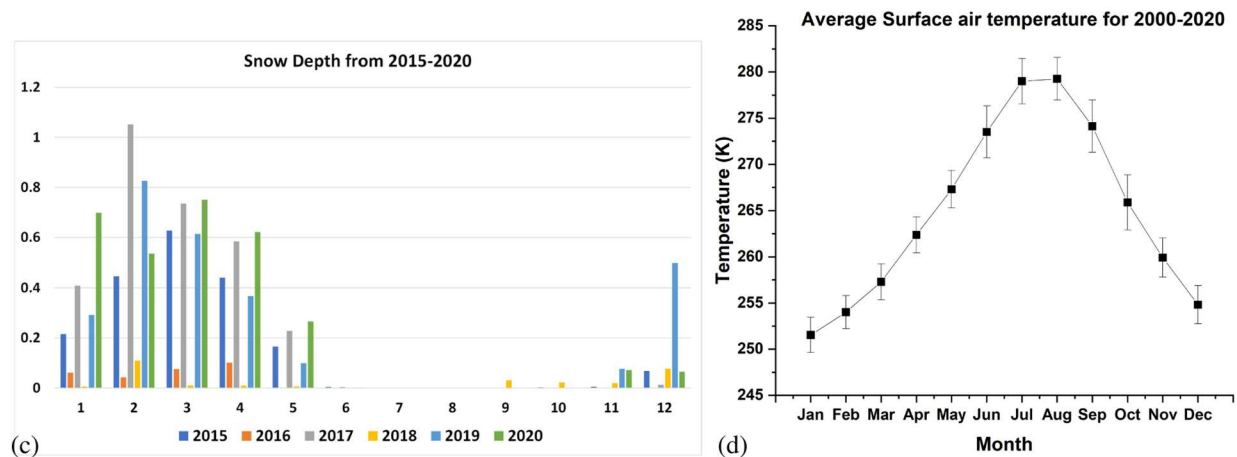 Snow Depth from 2015-2020
1.2
1
0.8
0.6
0.4
0.2
0
1 2 3 4 5 6 7 8 9 10 11 12
2015 2016 2017 2018 2019 2020
(c)
Average Surface air temperature for 2000-2020
285
280
275
270
265
260
255
250
245
Temperature (K)
Jan Feb Mar Apr May Jun Jul Aug Sep Oct Nov Dec
Month
(d)